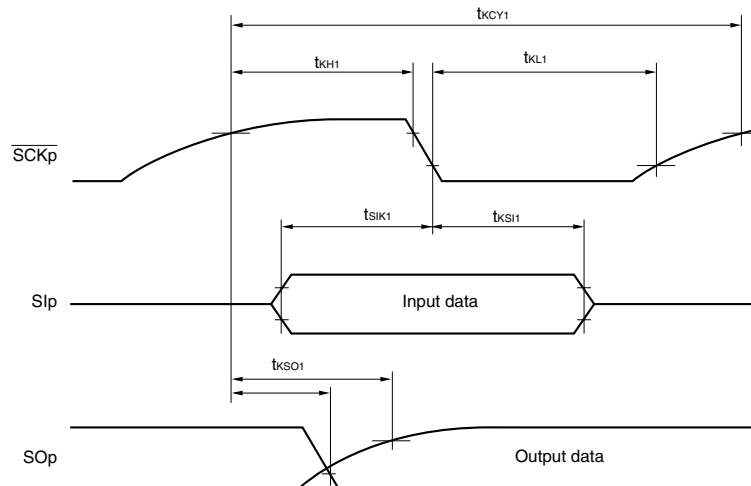 tKCY1
tKH1
tKL1
SCKp
tSIK1
tKSI1
SIp
Input data
tKSO1
SOp
Output data